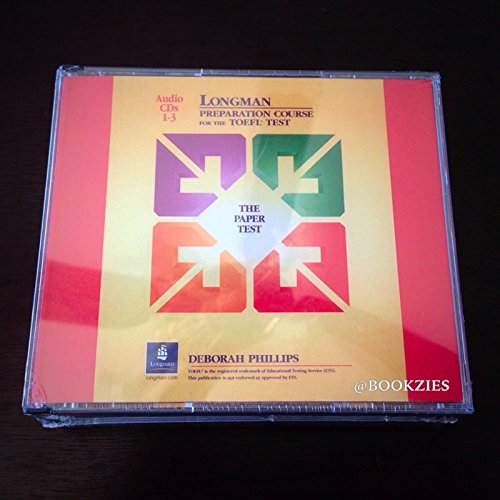 Audio
CDs
1-3
LONGMAN
PREPARATION COURSE
FOR THE TOEFL® TEST
THE
PAPER
TEST
Longman
longman.com
DEBORAH PHILLIPS
TOEFL® is the registered trademark of Educational Testing Service (ETS).
This publication is not endorsed or approved by ETS.
@BOOKZIES